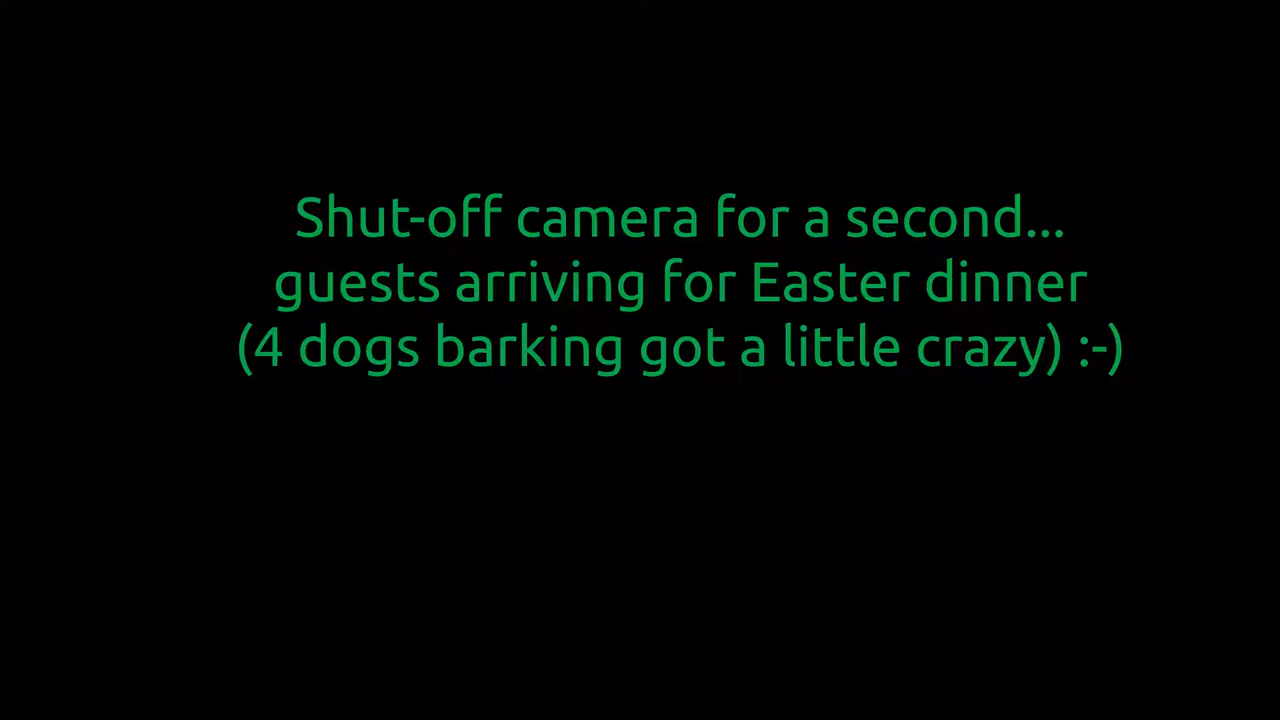 Shut-off camera for a second...
guests arriving for Easter dinner
(4 dogs barking got a little crazy) :-)